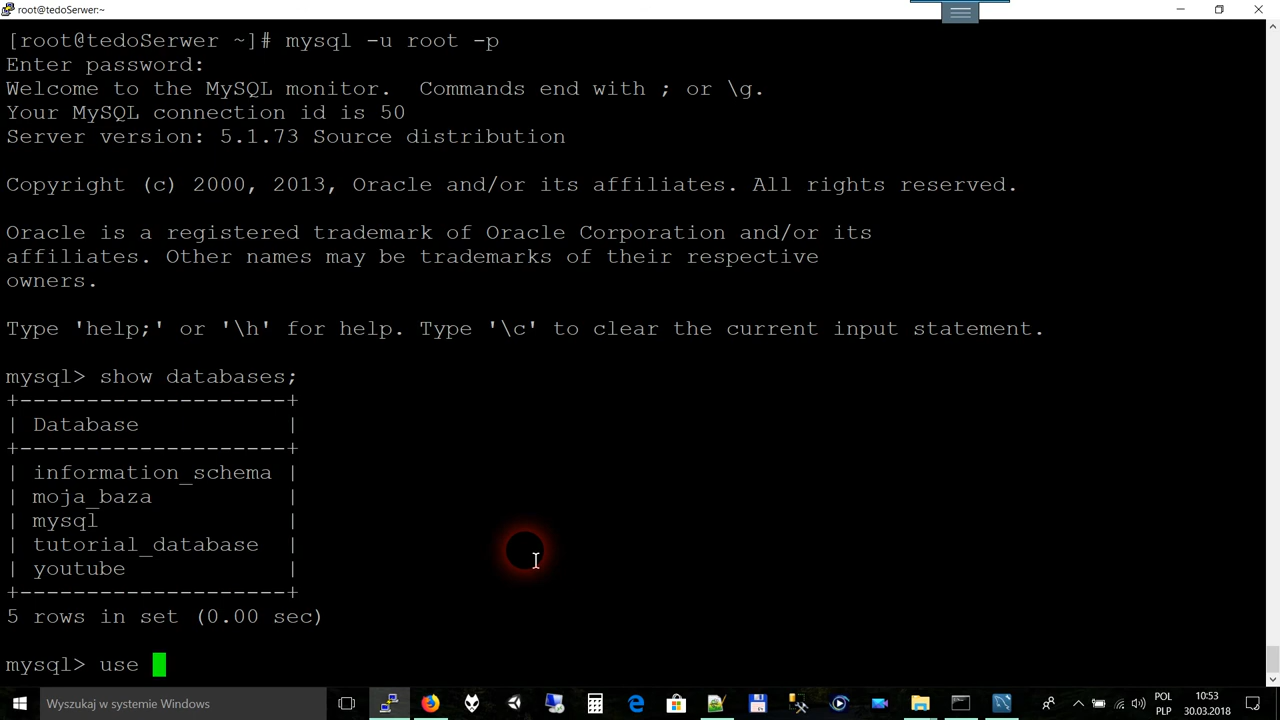 root@tedoSerwer:~
[root@tedoSerwer ~]# mysql -u root -p
Enter password:
Welcome to the MySQL monitor.  Commands end with ; or \g.
Your MySQL connection id is 50
Server version: 5.1.73 Source distribution
Copyright (c) 2000, 2013, Oracle and/or its affiliates. All rights reserved.
Oracle is a registered trademark of Oracle Corporation and/or its
affiliates. Other names may be trademarks of their respective
owners.
Type 'help;' or '\h' for help. Type '\c' to clear the current input statement.
mysql> show databases;
+--------------------+
| Database           |
+--------------------+
| information_schema |
| moja_baza          |
| mysql              |
| tutorial_database  |
| youtube            |
+--------------------+
5 rows in set (0.00 sec)
mysql> use
Wyszukaj w systemie Windows
POL 10:53
PLP 30.03.2018